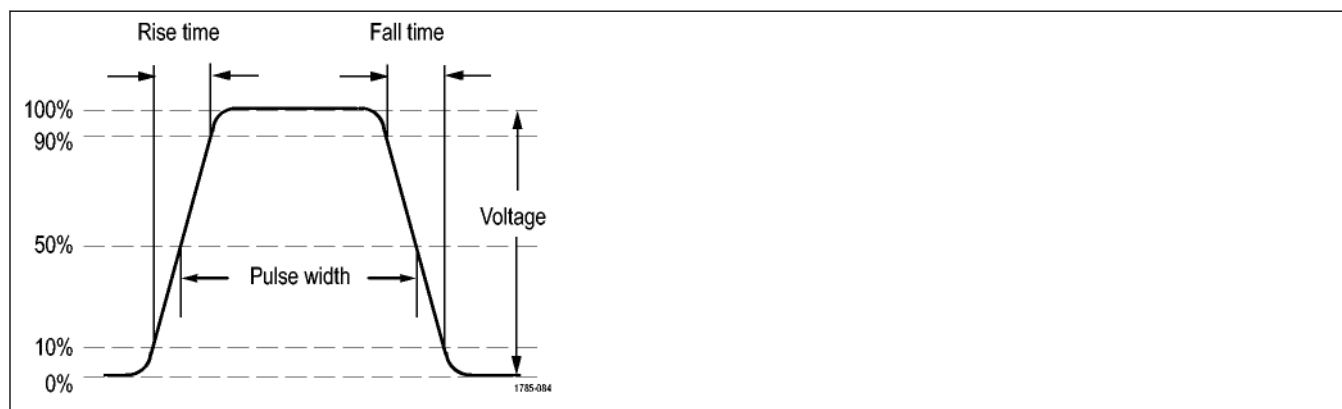 Rise time
Fall time
100%
90%
Voltage
50%
Pulse width
10%
0%
1785-084